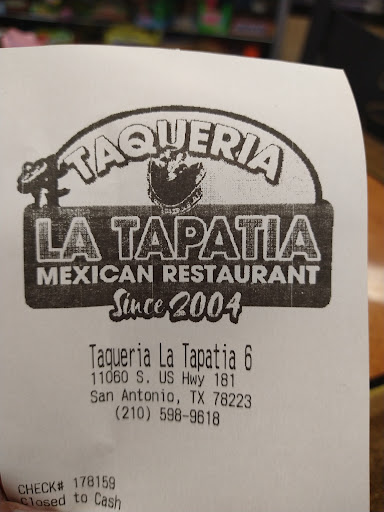 TAQUERIA
LA TAPATIA
MEXICAN RESTAURANT
Since 2004
Taqueria La Tapatia 6
11060 S. US Hwy 181
San Antonio, TX 78223
(210) 598-9618
CHECK# 178159
Closed to Cash